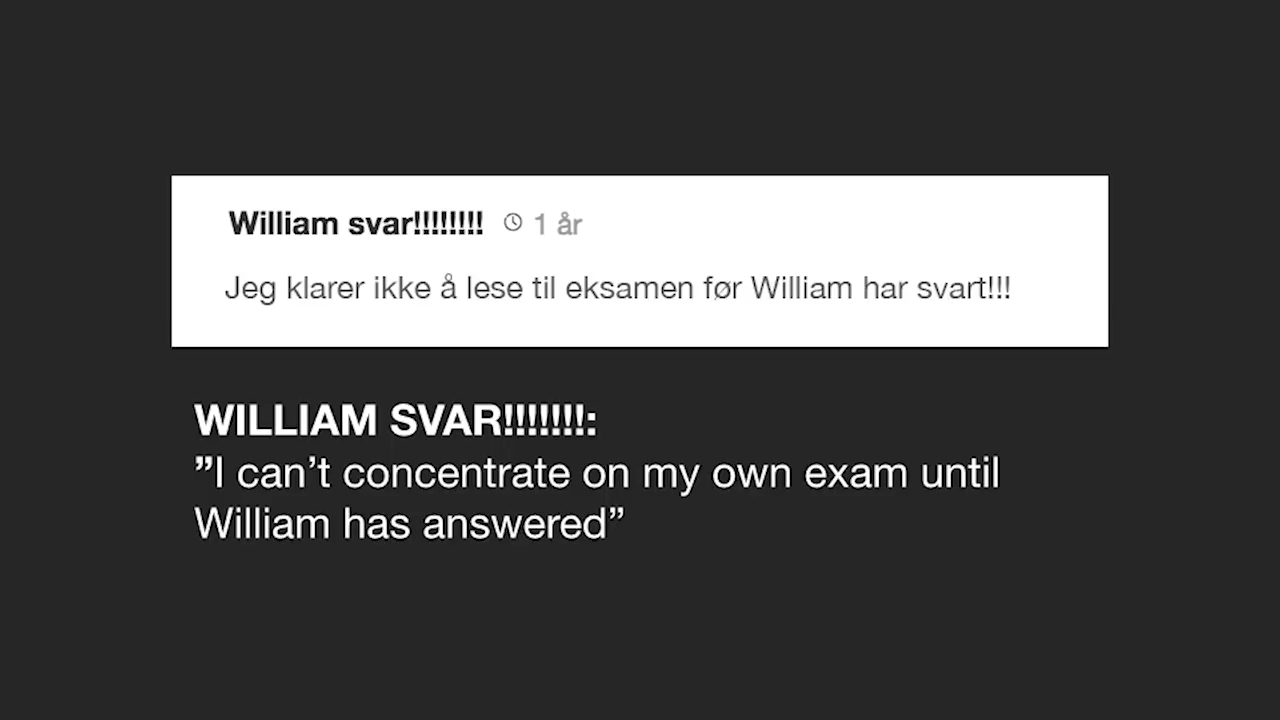 William svar!!!!!!!! 1 år
Jeg klarer ikke å lese til eksamen før William har svart!!!
WILLIAM SVAR!!!!!!!:
”I can’t concentrate on my own exam until
William has answered”